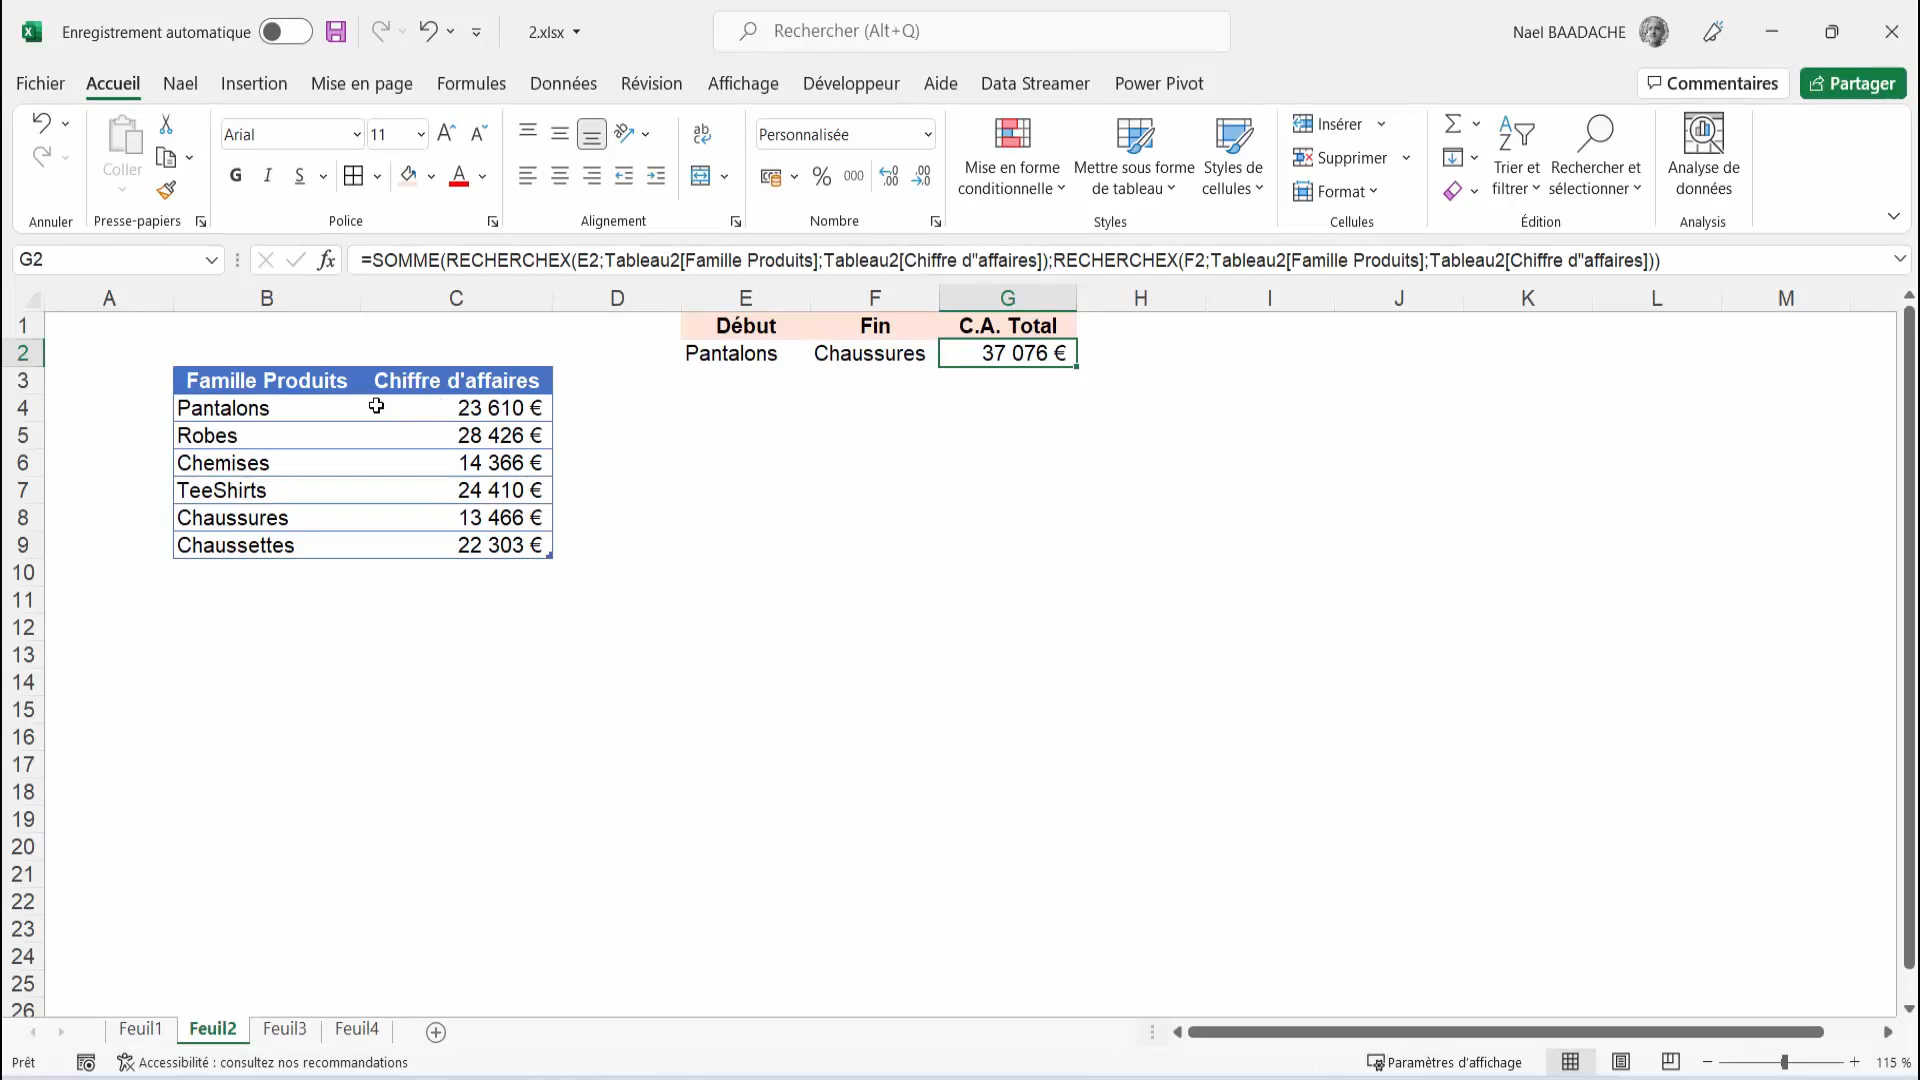 Enregistrement automatique 2.xlsx Rechercher (Alt+Q) Nael BAADACHE
Fichier Accueil Nael Insertion Mise en page Formules Données Révision Affichage Développeur Aide Data Streamer Power Pivot Commentaires Partager
Coller
Arial 11
G I S
Personnalisée
% 000
Mise en forme conditionnelle
Mettre sous forme de tableau
Styles de cellules
Insérer
Supprimer
Format
Trier et filtrer
Rechercher et sélectionner
Analyse de données
Annuler Presse-papiers Police Alignement Nombre Styles Cellules Édition Analysis
G2 fx =SOMME(RECHERCHEX(E2;Tableau2[Famille Produits];Tableau2[Chiffre d''affaires]);RECHERCHEX(F2;Tableau2[Famille Produits];Tableau2[Chiffre d''affaires]))
A B C D E F G H I J K L M
1 Début Fin C.A. Total
2 Pantalons Chaussures 37 076 €
3 Famille Produits Chiffre d'affaires
4 Pantalons 23 610 €
5 Robes 28 426 €
6 Chemises 14 366 €
7 TeeShirts 24 410 €
8 Chaussures 13 466 €
9 Chaussettes 22 303 €
10
11
12
13
14
15
16
17
18
19
20
21
22
23
24
25
26
Feuil1 Feuil2 Feuil3 Feuil4
Prêt Accessibilité : consultez nos recommandations Paramètres d'affichage 115 %